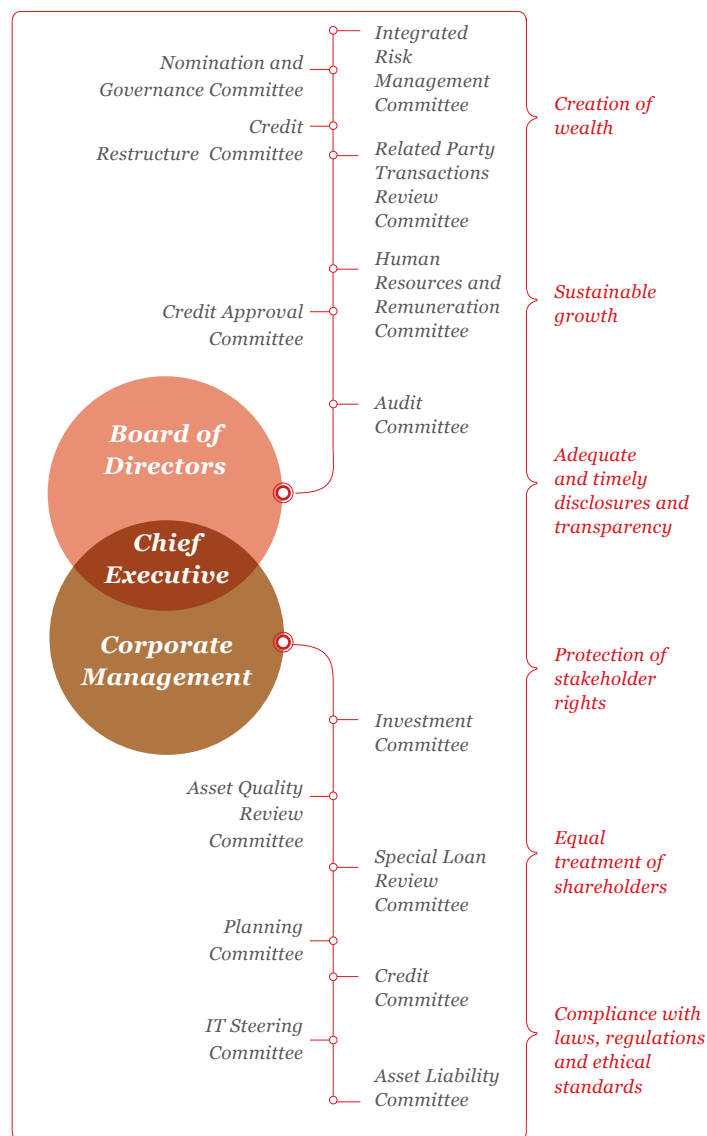 Integrated
Risk
Management
Committee
Nomination and
Governance Committee
Credit
Restructure Committee
Related Party
Transactions
Review
Committee
Human
Resources and
Remuneration
Committee
Credit Approval
Committee
Audit
Committee
Board of
Directors
Chief
Executive
Corporate
Management
Investment
Committee
Asset Quality
Review
Committee
Special Loan
Review
Committee
Planning
Committee
Credit
Committee
IT Steering
Committee
Asset Liability
Committee
Creation of
wealth
Sustainable
growth
Adequate
and timely
disclosures and
transparency
Protection of
stakeholder
rights
Equal
treatment of
shareholders
Compliance with
laws, regulations
and ethical
standards